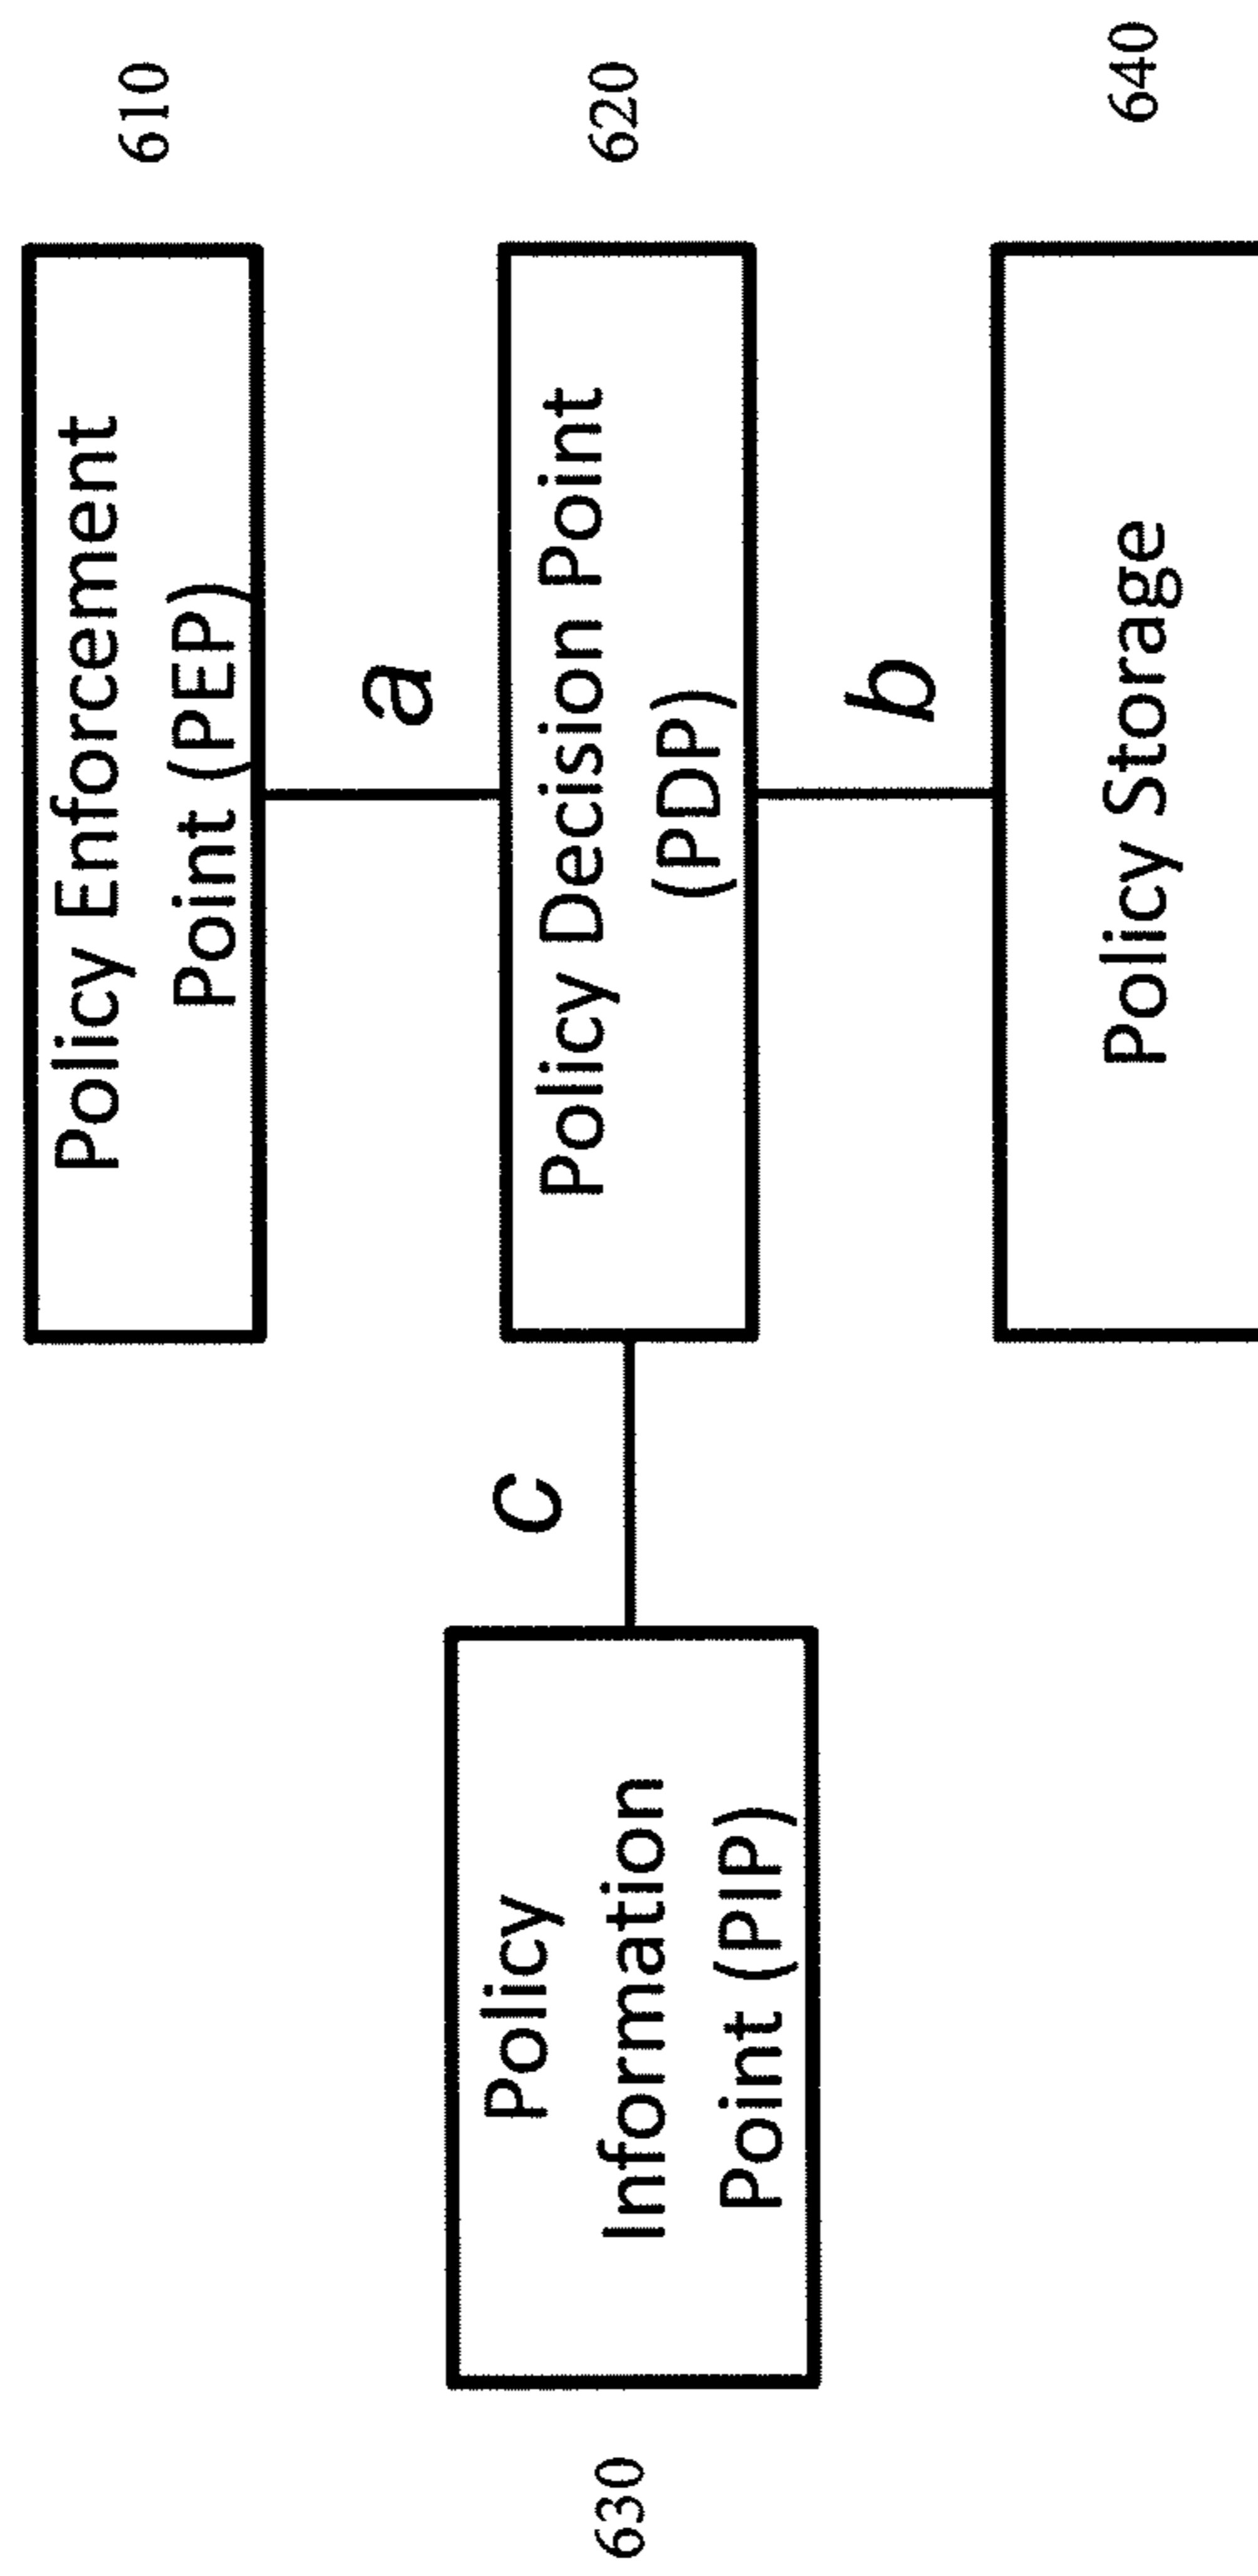 Policy Enforcement
Point (PEP)
610
a
Policy
Information
Point (PIP)
630
c
Policy Decision Point
(PDP)
620
b
Policy Storage
640